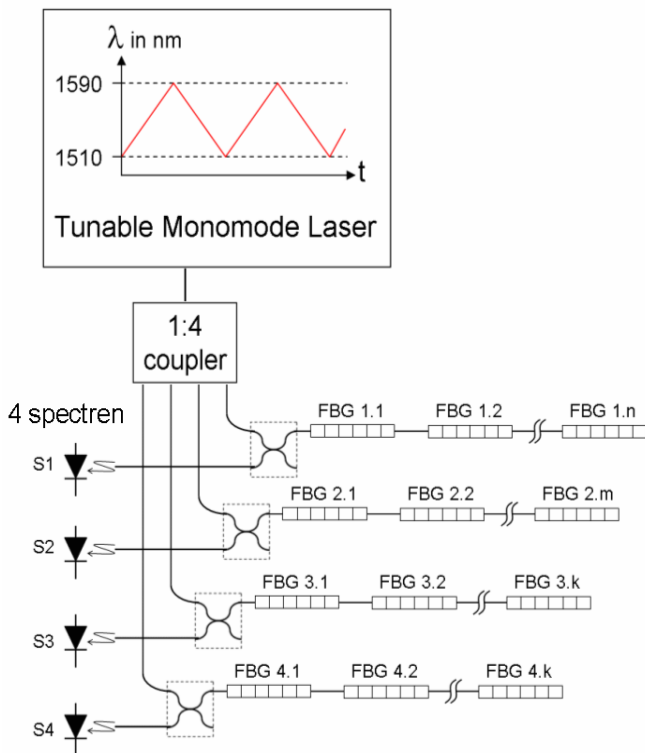 λ in nm
1590
1510
t
Tunable Monomode Laser
1:4
coupler
4 spectren
FBG 1.1 FBG 1.2 FBG 1.n
S1
FBG 2.1 FBG 2.2 FBG 2.m
S2
FBG 3.1 FBG 3.2 FBG 3.k
S3
FBG 4.1 FBG 4.2 FBG 4.k
S4